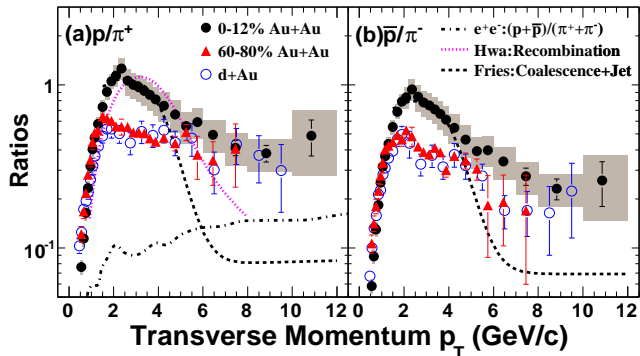 (a)p/π⁺
0-12% Au+Au
60-80% Au+Au
d+Au
(b)p̅/π⁻
e⁺e⁻:(p+p̅)/(π⁺+π⁻)
Hwa:Recombination
Fries:Coalescence+Jet
Ratios
1
10⁻¹
0 2 4 6 8 10 12
0 2 4 6 8 10 12
Transverse Momentum p_T (GeV/c)